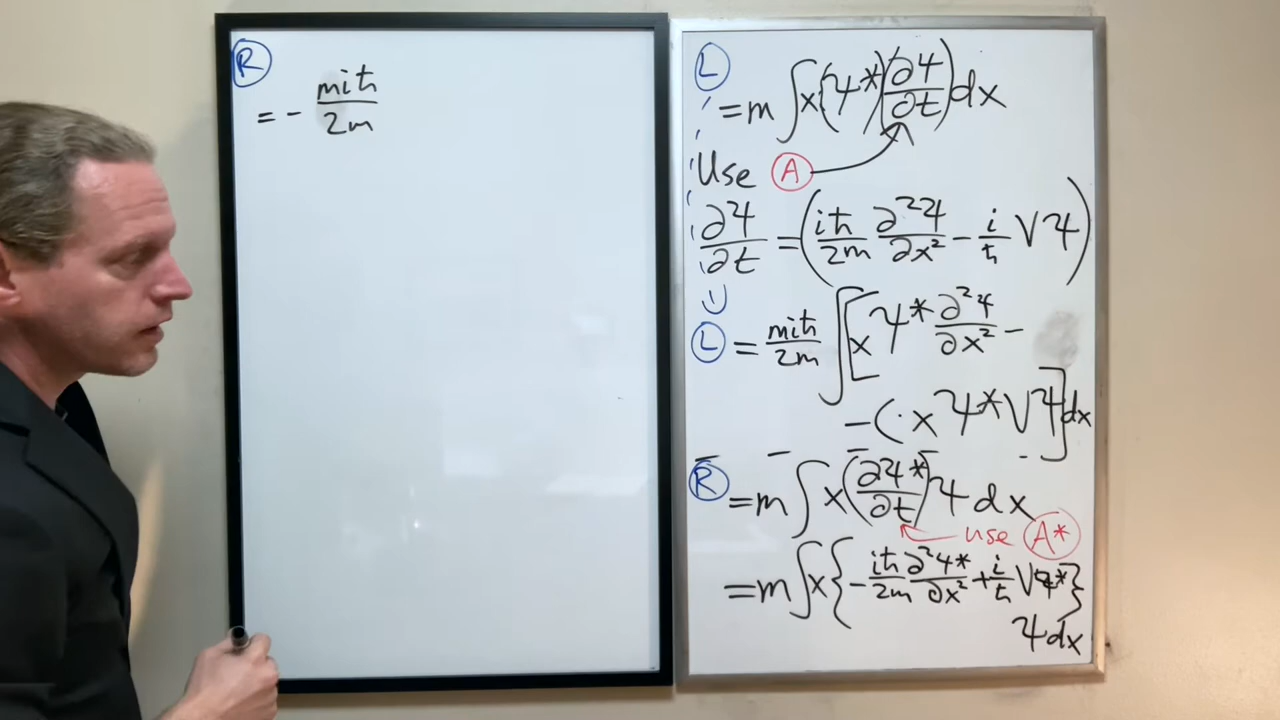 Ⓡ
= - miħ/2m
Ⓛ
= m ∫ x (Ψ*)(∂Ψ/∂t) dx
Use Ⓐ
∂Ψ/∂t = (iħ/2m ∂²Ψ/∂x² - i/ħ VΨ)
Ⓛ = miħ/2m ∫ [x Ψ* ∂²Ψ/∂x² -
- (· x Ψ* VΨ] dx
Ⓡ = m ∫ x (∂Ψ*/∂t) Ψ dx
use (A*)
= m ∫ x {- iħ/2m ∂²Ψ*/∂x² + i/ħ VΨ*}
Ψ dx